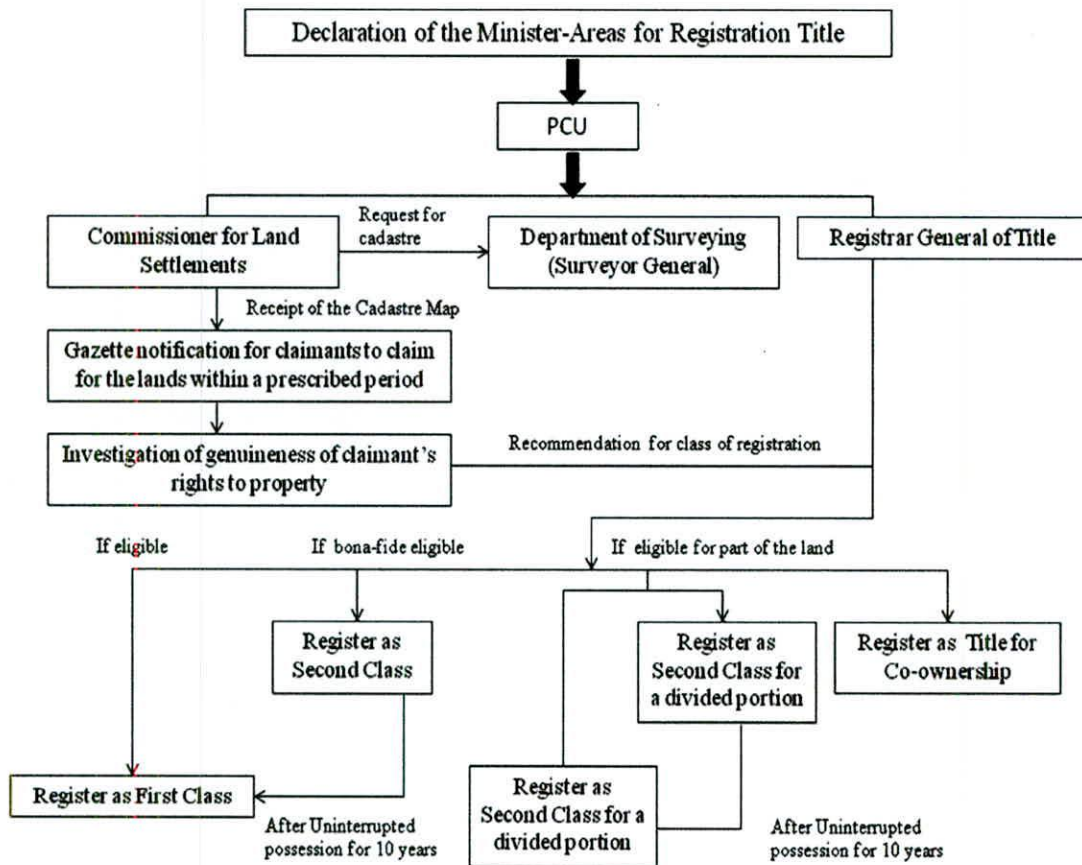 Declaration of the Minister-Areas for Registration Title
PCU
Commissioner for Land
Settlements
Request for
cadastre
Department of Surveying
(Surveyor General)
Registrar General of Title
Receipt of the Cadastre Map
Gazette notification for claimants to claim
for the lands within a prescribed period
Investigation of genuineness of claimant's
rights to property
Recommendation for class of registration
If eligible
If bona-fide eligible
If eligible for part of the land
Register as
Second Class
Register as
Second Class for
a divided portion
Register as Title for
Co-ownership
Register as First Class
After Uninterrupted
possession for 10 years
Register as
Second Class for a
divided portion
After Uninterrupted
possession for 10 years